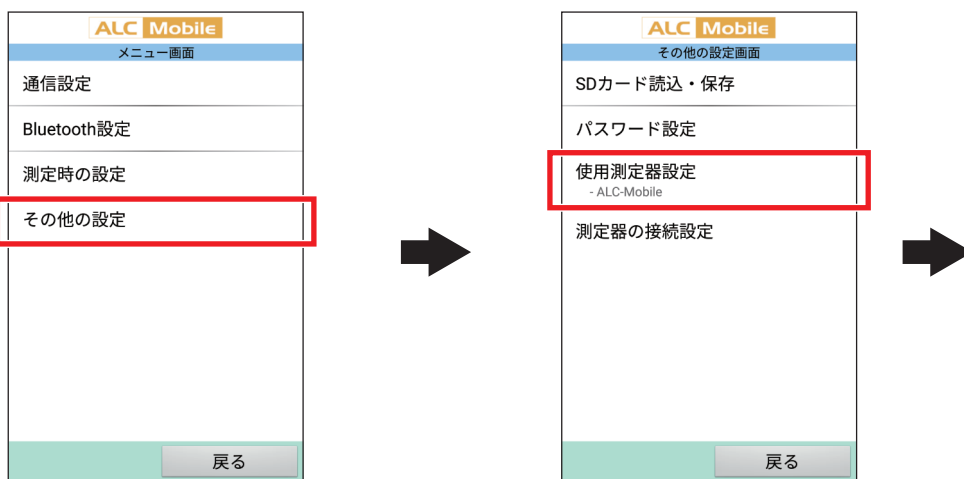 ALC Mobile
メニュー画面
通信設定
Bluetooth設定
測定時の設定
その他の設定
戻る
ALC Mobile
その他の設定画面
SDカード読込・保存
パスワード設定
使用測定器設定
- ALC-Mobile
測定器の接続設定
戻る